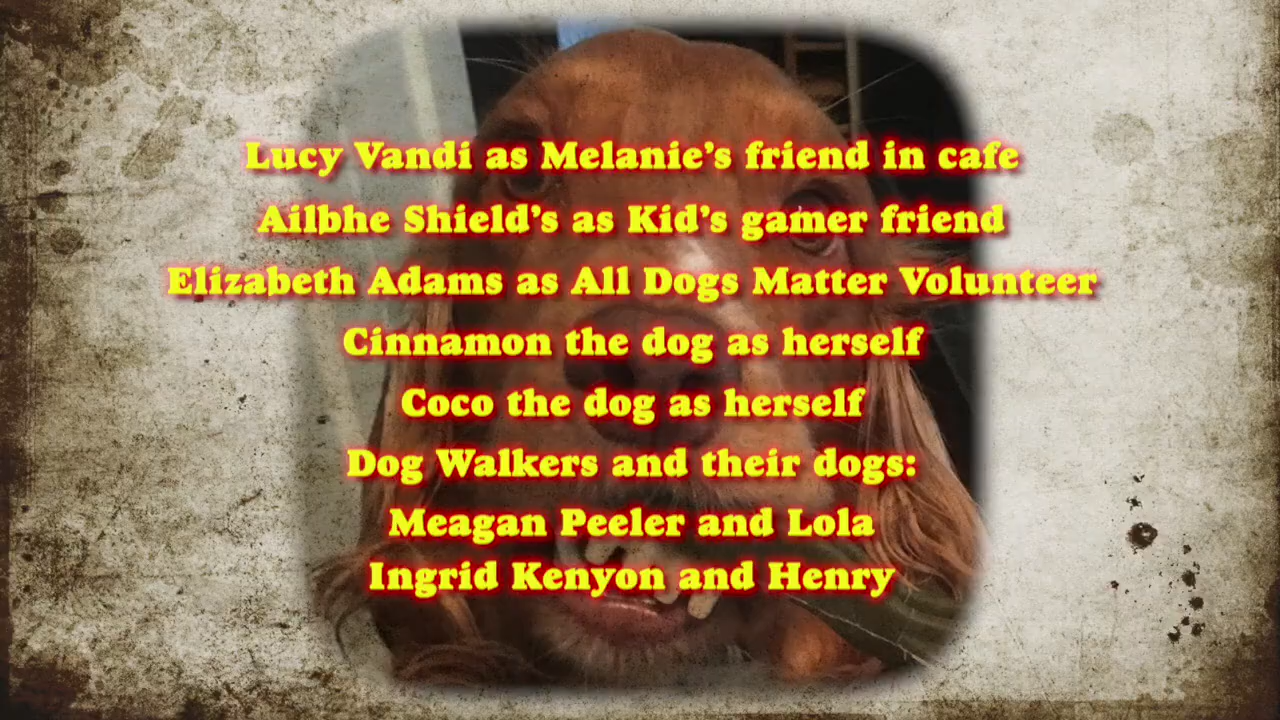 Lucy Vandi as Melanie's friend in cafe
Ailbhe Shield's as Kid's gamer friend
Elizabeth Adams as All Dogs Matter Volunteer
Cinnamon the dog as herself
Coco the dog as herself
Dog Walkers and their dogs:
Meagan Peeler and Lola
Ingrid Kenyon and Henry